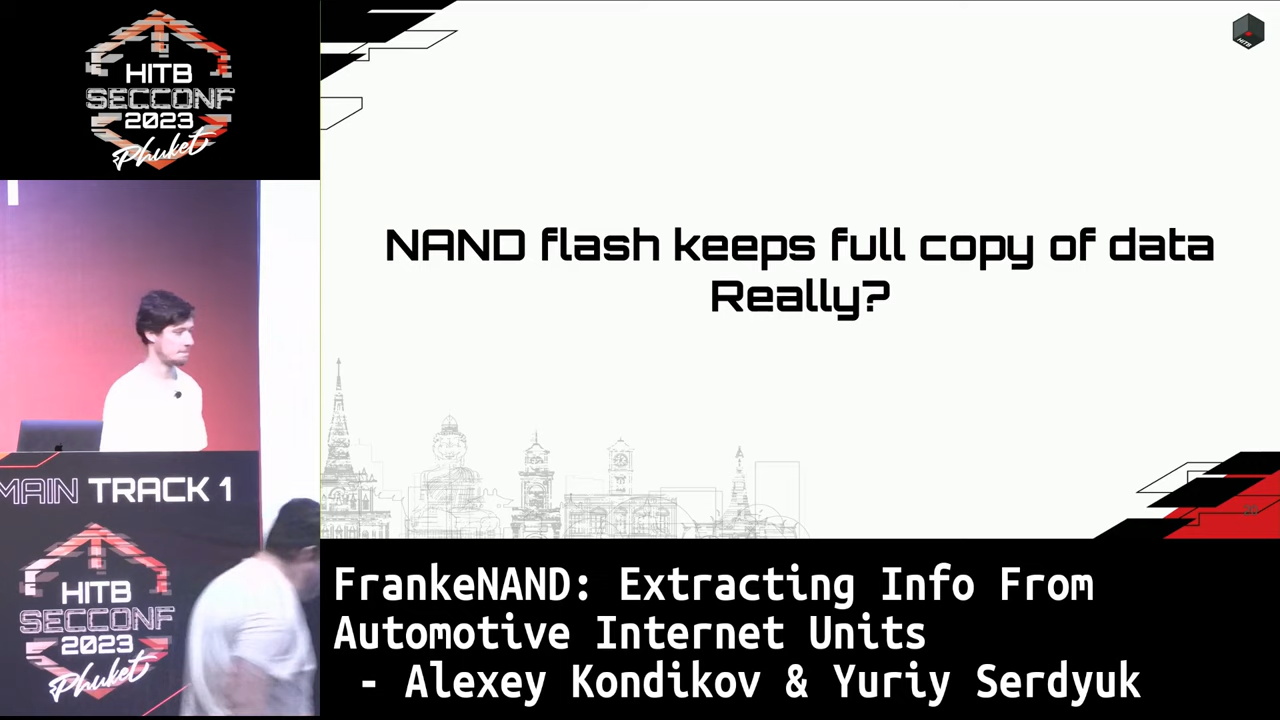 HITB
SECCONF
2023
Phuket
HITB
NAND flash keeps full copy of data
Really?
MAIN TRACK 1
HITB
SECCONF
2023
Phuket
FrankeNAND: Extracting Info From
Automotive Internet Units
- Alexey Kondikov & Yuriy Serdyuk